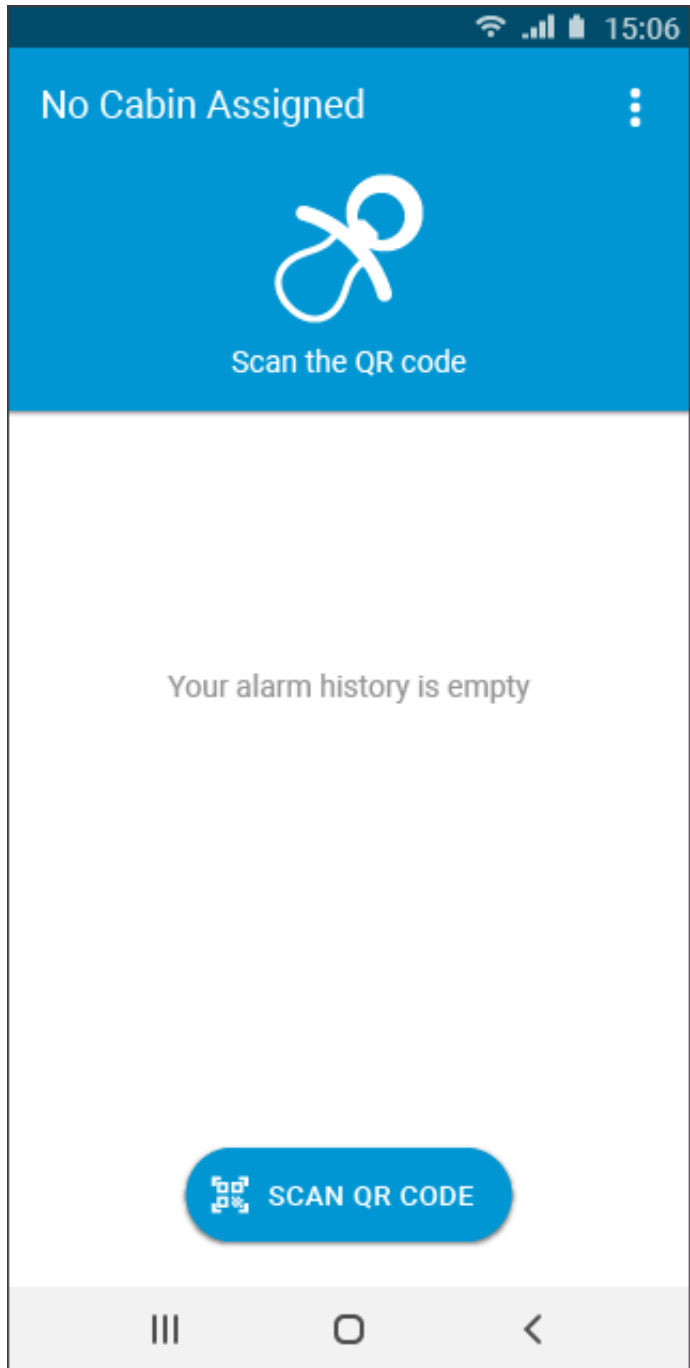 15:06
No Cabin Assigned
Scan the QR code
Your alarm history is empty
SCAN QR CODE